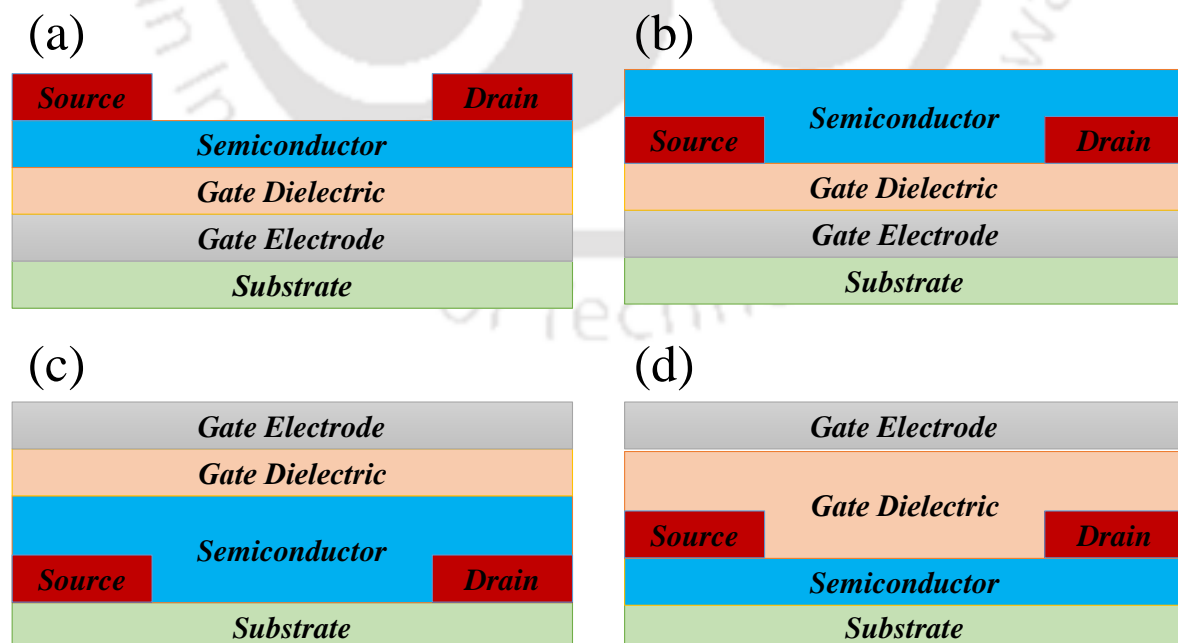 (a)
Source Drain
Semiconductor
Gate Dielectric
Gate Electrode
Substrate
(b)
Semiconductor
Source Drain
Gate Dielectric
Gate Electrode
Substrate
(c)
Gate Electrode
Gate Dielectric
Semiconductor
Source Drain
Substrate
(d)
Gate Electrode
Gate Dielectric
Source Drain
Semiconductor
Substrate